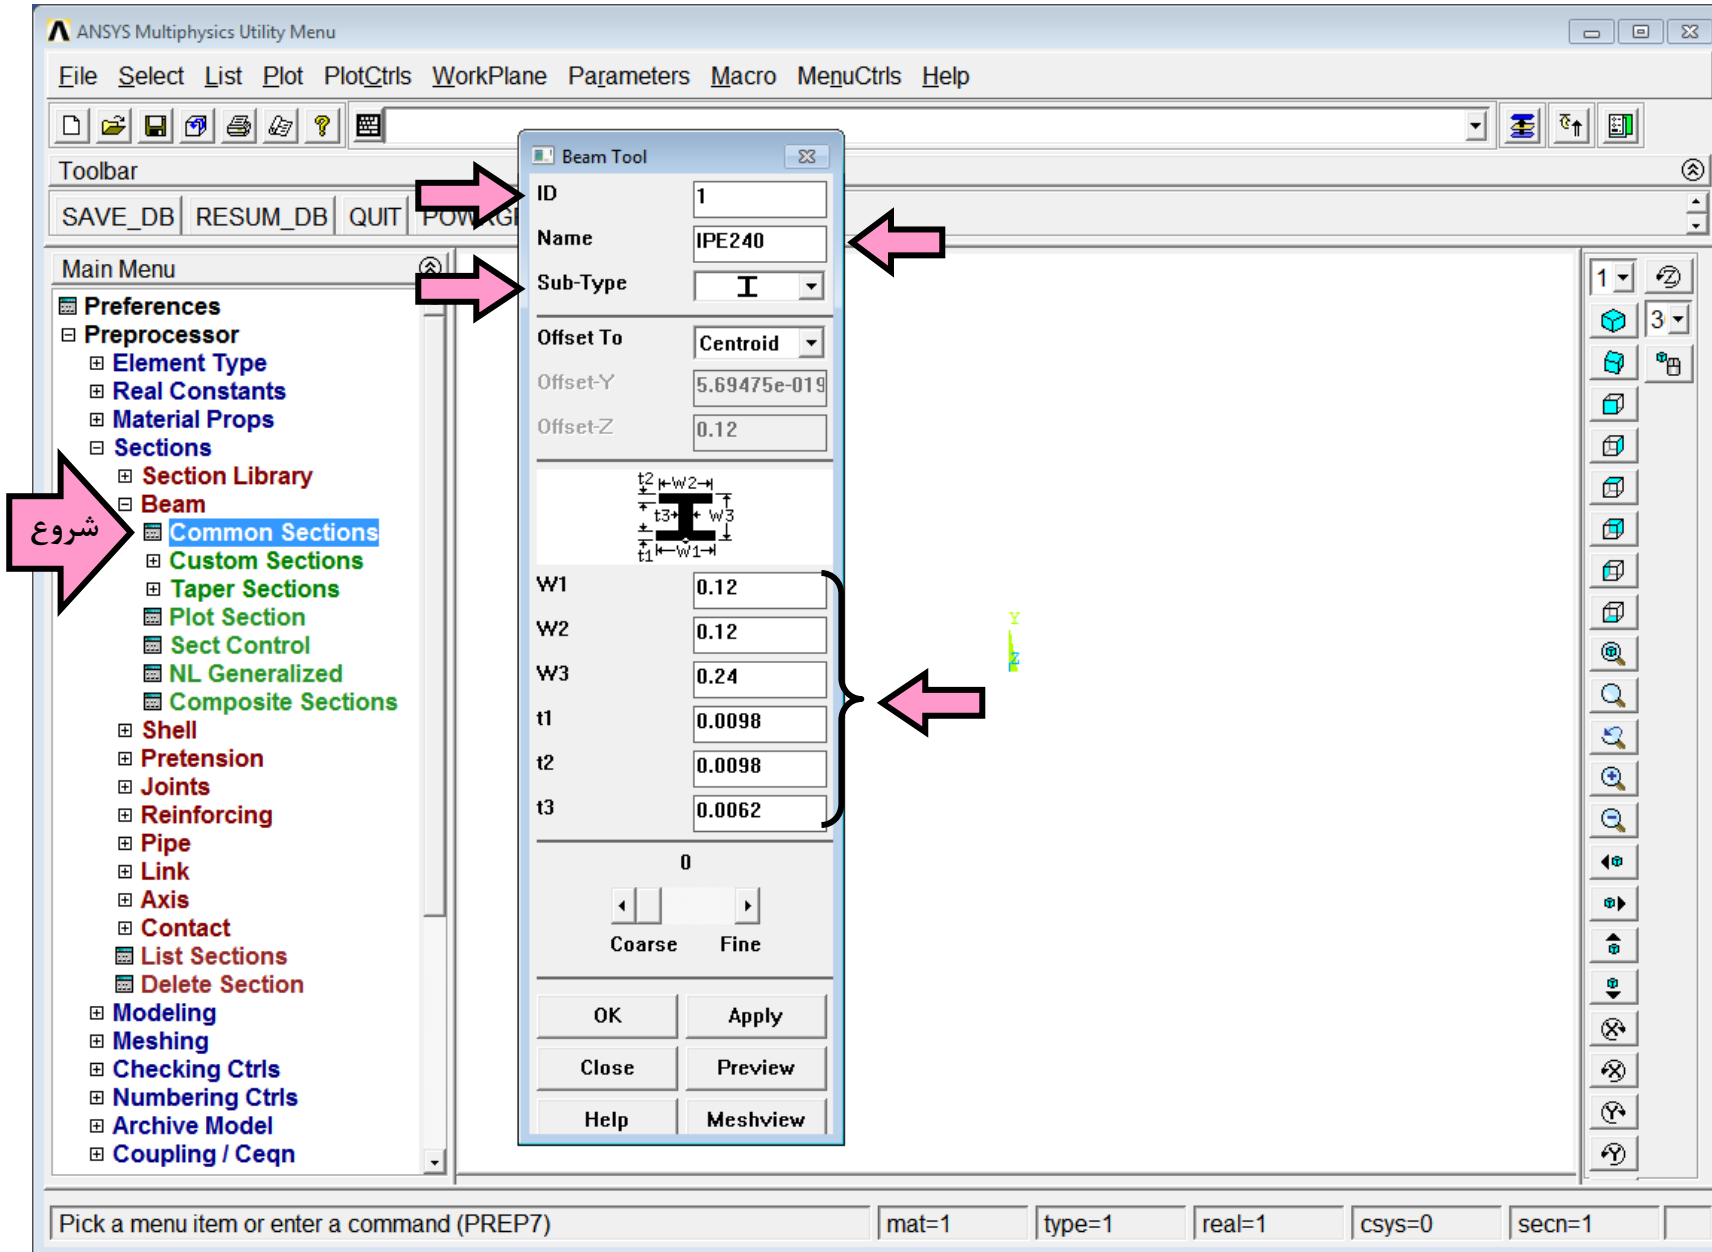 ANSYS Multiphysics Utility Menu
File Select List Plot PlotCtrls WorkPlane Parameters Macro MenuCtrls Help
Toolbar
SAVE_DB RESUM_DB QUIT
Main Menu
Preferences
Preprocessor
Element Type
Real Constants
Material Props
Sections
Section Library
Beam
شروع
Common Sections
Custom Sections
Taper Sections
Plot Section
Sect Control
NL Generalized
Composite Sections
Shell
Pretension
Joints
Reinforcing
Pipe
Link
Axis
Contact
List Sections
Delete Section
Modeling
Meshing
Checking Ctrls
Numbering Ctrls
Archive Model
Coupling / Ceqn
Beam Tool
ID 1
Name IPE240
Sub-Type
Offset To Centroid
Offset-Y 5.69475e-019
Offset-Z 0.12
t2 W2
t3 W3
t1 W1
W1 0.12
W2 0.12
W3 0.24
t1 0.0098
t2 0.0098
t3 0.0062
0
Coarse Fine
OK Apply
Close Preview
Help Meshview
Y
Z
1
3
Pick a menu item or enter a command (PREP7) mat=1 type=1 real=1 csys=0 secn=1